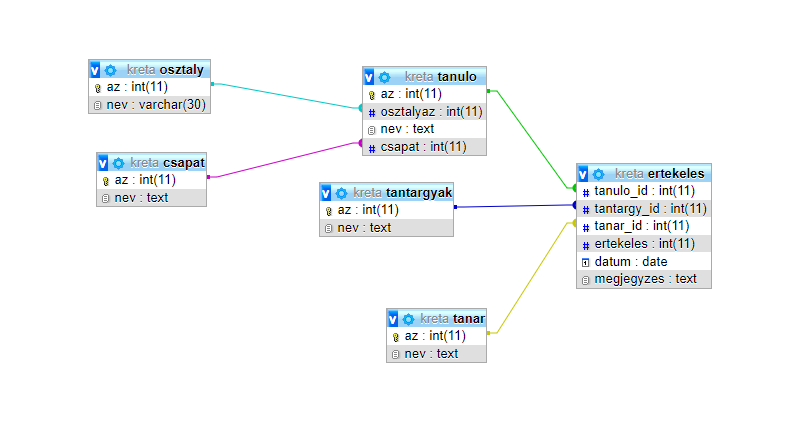 kreta osztaly
az : int(11)
nev : varchar(30)
kreta csapat
az : int(11)
nev : text
kreta tanulo
az : int(11)
osztalyaz : int(11)
nev : text
csapat : int(11)
kreta tantargyak
az : int(11)
nev : text
kreta tanar
az : int(11)
nev : text
kreta ertekeles
tanulo_id : int(11)
tantargy_id : int(11)
tanar_id : int(11)
ertekeles : int(11)
datum : date
megjegyzes : text